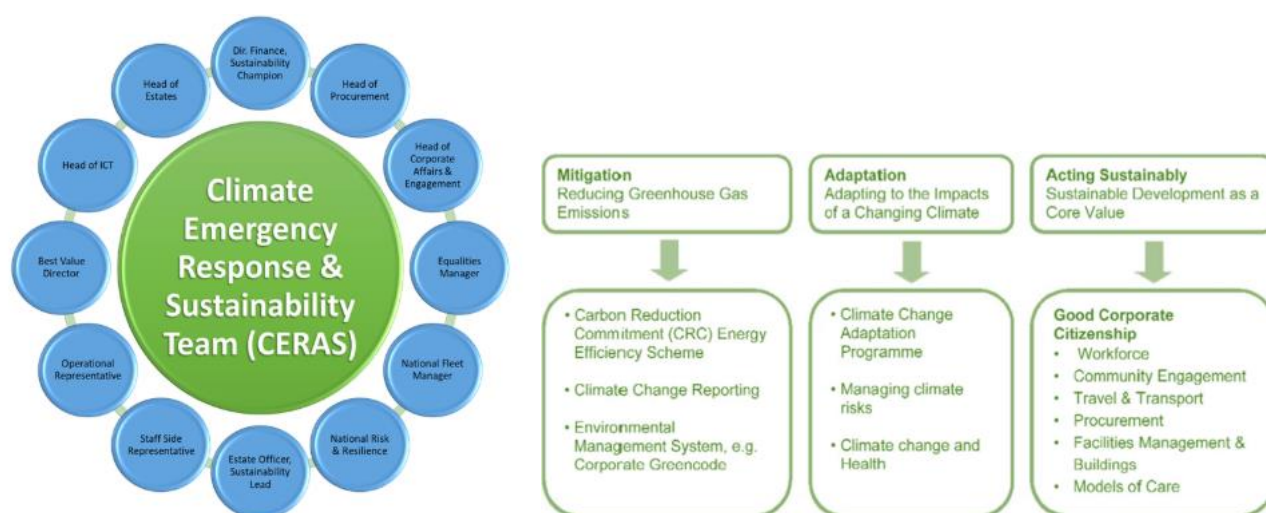 Dir. Finance,
Sustainability
Champion
Head of
Procurement
Head of
Corporate
Affairs &
Engagement
Equalities
Manager
National Fleet
Manager
National Risk
& Resilience
Estate Officer,
Sustainability
Lead
Staff Side
Representative
Operational
Representative
Best Value
Director
Head of ICT
Head of
Estates
Climate
Emergency
Response &
Sustainability
Team (CERAS)
Mitigation
Reducing Greenhouse Gas
Emissions
• Carbon Reduction
Commitment (CRC) Energy
Efficiency Scheme
• Climate Change Reporting
• Environmental
Management System, e.g.
Corporate Greencode
Adaptation
Adapting to the Impacts
of a Changing Climate
• Climate Change
Adaptation
Programme
• Managing climate
risks
• Climate change and
Health
Acting Sustainably
Sustainable Development as a
Core Value
Good Corporate
Citizenship
• Workforce
• Community Engagement
• Travel & Transport
• Procurement
• Facilities Management &
Buildings
• Models of Care